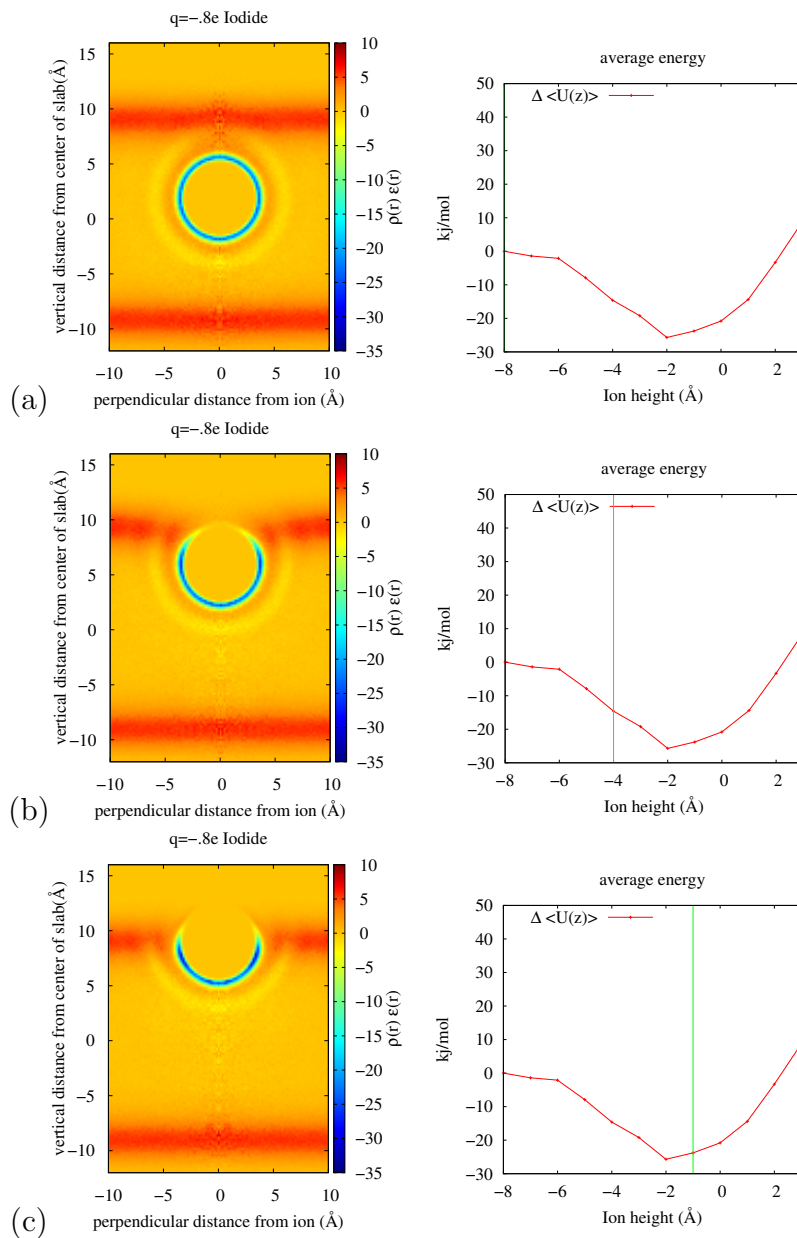 q=−.8e Iodide
vertical distance from center of slab(Å)
15
10
5
0
−5
−10
−10 −5 0 5 10
perpendicular distance from ion (Å)
10
5
0
−5
−10
−15
−20
−25
−30
−35
ρ(r) ε(r)
average energy
Δ <U(z)>
kj/mol
50
40
30
20
10
0
−10
−20
−30
−8 −6 −4 −2 0 2
Ion height (Å)
(a)
q=−.8e Iodide
vertical distance from center of slab(Å)
15
10
5
0
−5
−10
−10 −5 0 5 10
perpendicular distance from ion (Å)
10
5
0
−5
−10
−15
−20
−25
−30
−35
ρ(r) ε(r)
average energy
Δ <U(z)>
kj/mol
50
40
30
20
10
0
−10
−20
−30
−8 −6 −4 −2 0 2
Ion height (Å)
(b)
q=−.8e Iodide
vertical distance from center of slab(Å)
15
10
5
0
−5
−10
−10 −5 0 5 10
perpendicular distance from ion (Å)
10
5
0
−5
−10
−15
−20
−25
−30
−35
ρ(r) ε(r)
average energy
Δ <U(z)>
kj/mol
50
40
30
20
10
0
−10
−20
−30
−8 −6 −4 −2 0 2
Ion height (Å)
(c)